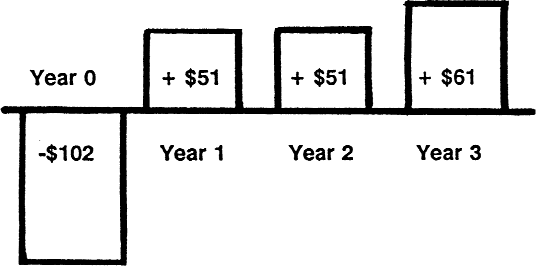 Year 0 + $51 + $51 + $61
-$102 Year 1 Year 2 Year 3